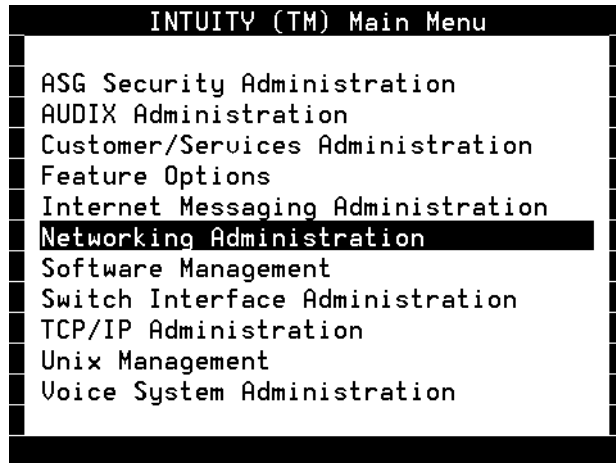 INTUITY (TM) Main Menu
ASG Security Administration
AUDIX Administration
Customer/Services Administration
Feature Options
Internet Messaging Administration
Networking Administration
Software Management
Switch Interface Administration
TCP/IP Administration
Unix Management
Voice System Administration